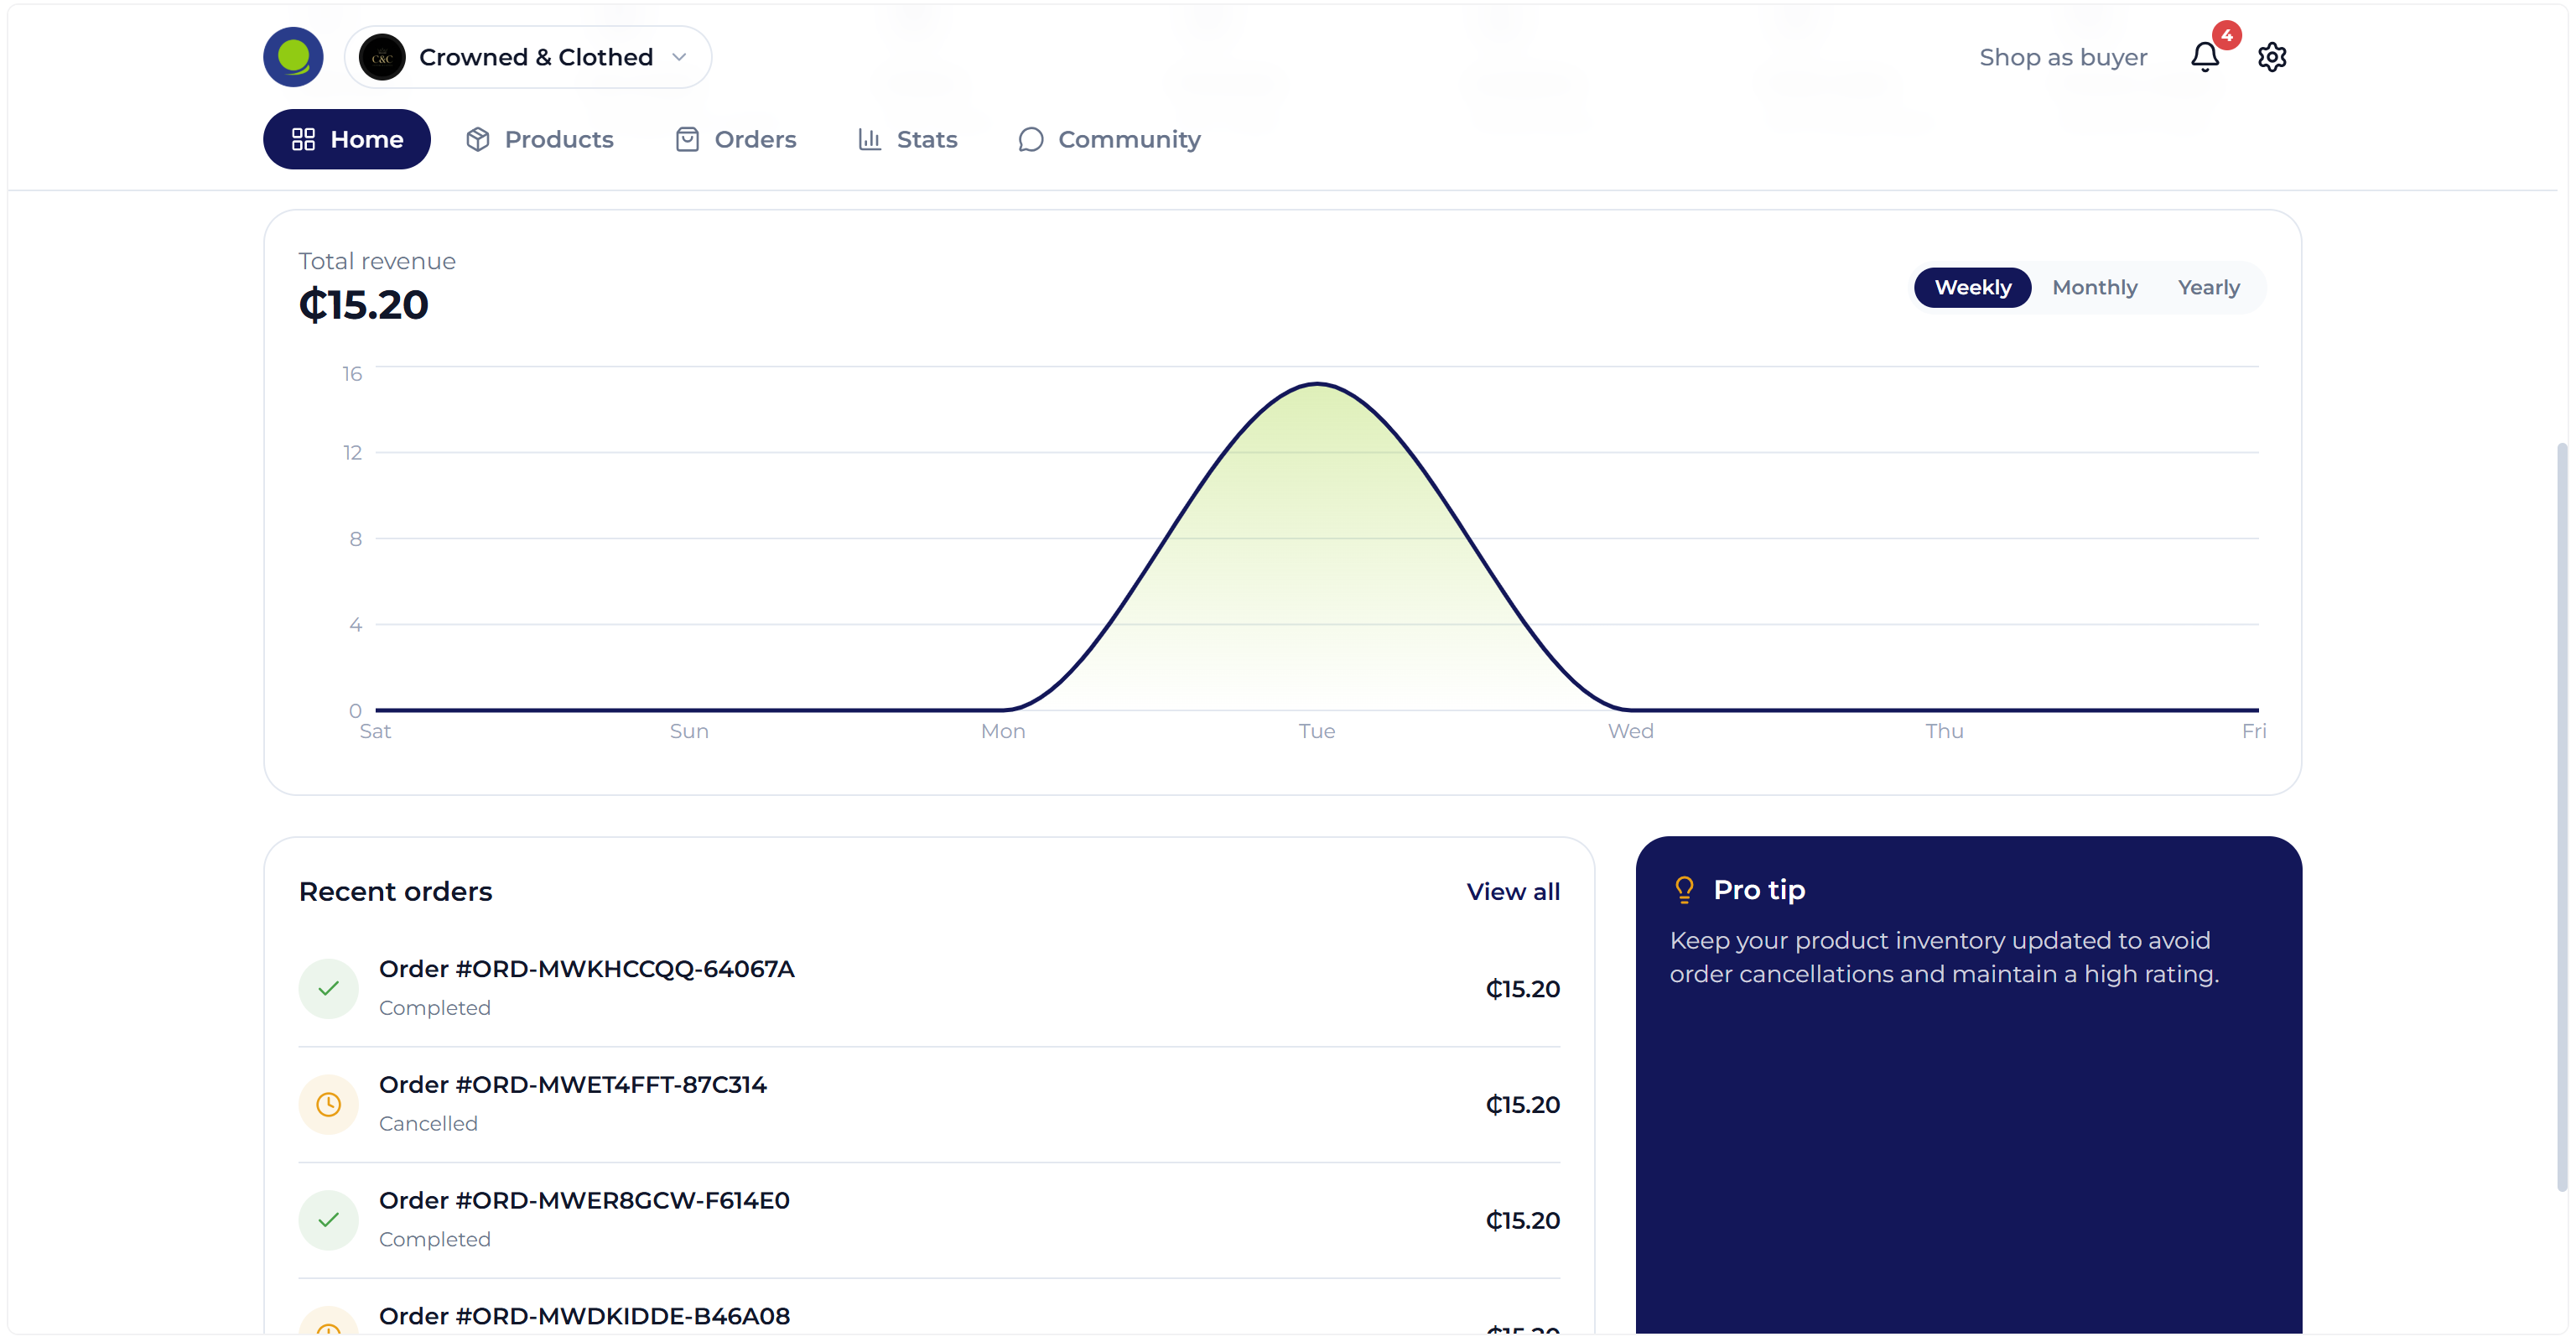 C&C
Crowned & Clothed
Shop as buyer
4
Home
Products
Orders
Stats
Community
Total revenue
₵15.20
Weekly
Monthly
Yearly
16
12
8
4
0
Sat
Sun
Mon
Tue
Wed
Thu
Fri
Recent orders
View all
Order #ORD-MWKHCCQQ-64067A
Completed
₵15.20
Order #ORD-MWET4FFT-87C314
Cancelled
₵15.20
Order #ORD-MWER8GCW-F614E0
Completed
₵15.20
Order #ORD-MWDKIDDE-B46A08
₵15.20
Pro tip
Keep your product inventory updated to avoid
order cancellations and maintain a high rating.